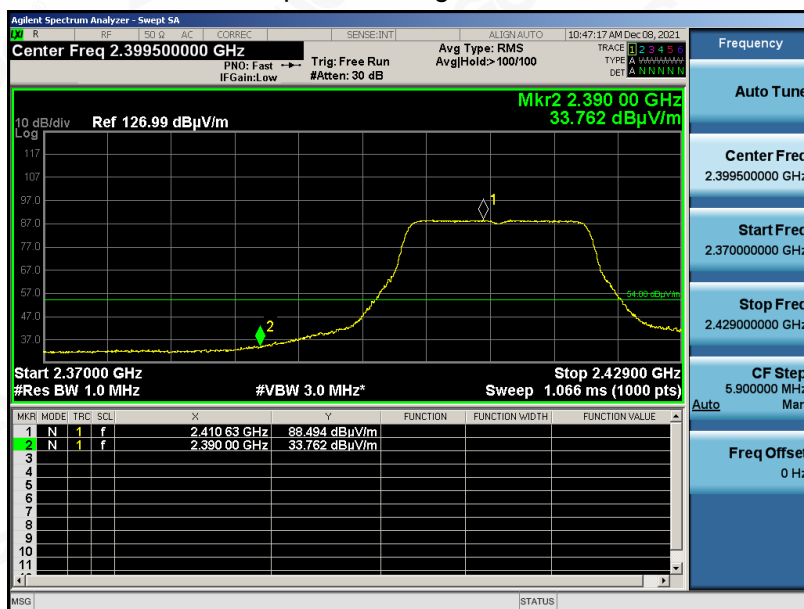 Agilent Spectrum Analyzer - Swept SA
LXI R RF 50 Ω AC CORREC SENSE:INT ALIGN AUTO 10:47:17 AM Dec 08, 2021
Center Freq 2.399500000 GHz
PNO: Fast
IFGain:Low
Trig: Free Run
#Atten: 30 dB
Avg Type: RMS
Avg|Hold:>100/100
TRACE 1 2 3 4 5 6
TYPE A WWWWW
DET A N N N N N
Mkr2 2.390 00 GHz
33.762 dBµV/m
10 dB/div Ref 126.99 dBµV/m
Log
117
107
97.0
87.0
77.0
67.0
57.0
47.0
37.0
1
2
54.00 dBµV/m
Start 2.37000 GHz Stop 2.42900 GHz
#Res BW 1.0 MHz #VBW 3.0 MHz* Sweep 1.066 ms (1000 pts)
MKR MODE TRC SCL X Y FUNCTION FUNCTION WIDTH FUNCTION VALUE
1 N 1 f 2.410 63 GHz 88.494 dBµV/m
2 N 1 f 2.390 00 GHz 33.762 dBµV/m
3
4
5
6
7
8
9
10
11
MSG STATUS
Frequency
Auto Tune
Center Freq
2.399500000 GHz
Start Freq
2.370000000 GHz
Stop Freq
2.429000000 GHz
CF Step
5.900000 MHz
Auto Man
Freq Offset
0 Hz